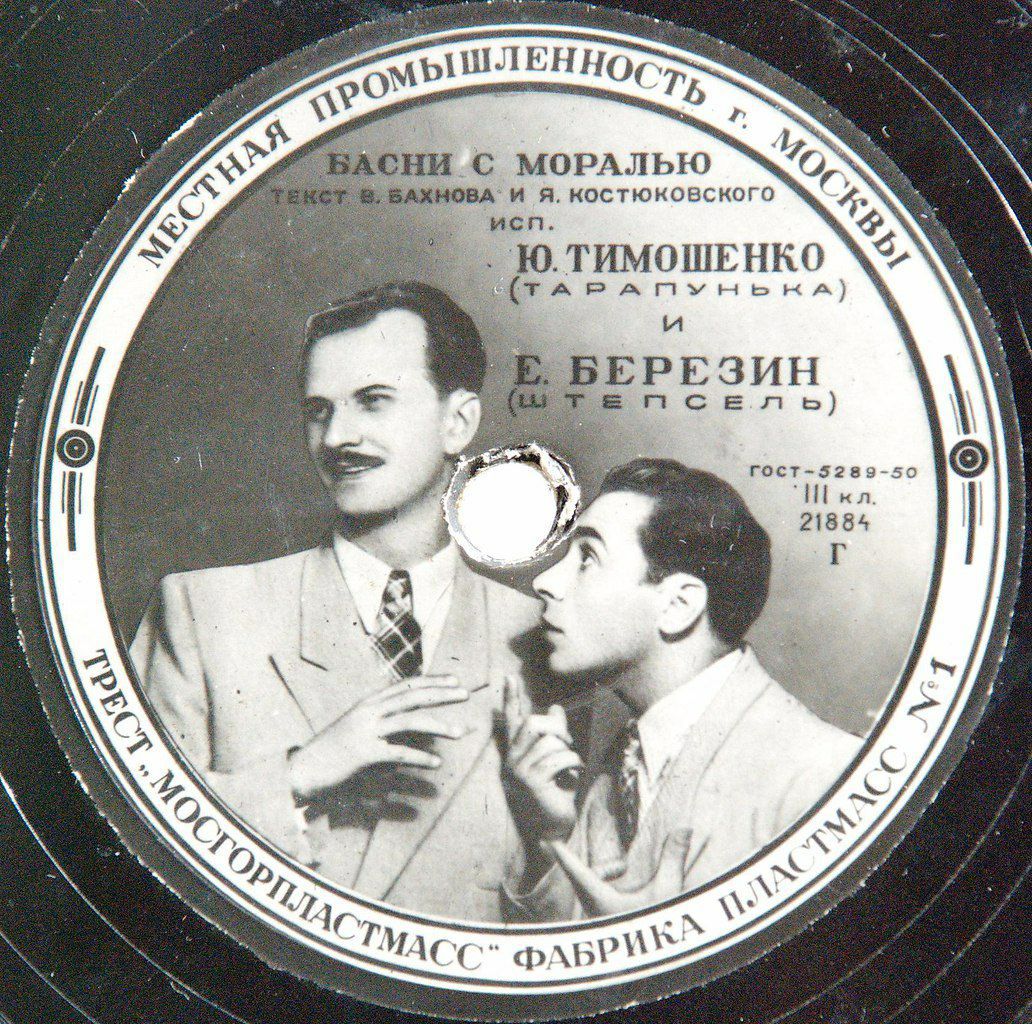 МЕСТНАЯ ПРОМЫШЛЕННОСТЬ г. МОСКВЫ
БАСНИ С МОРАЛЬЮ
ТЕКСТ В. БАХНОВА И Я. КОСТЮКОВСКОГО
ИСП.
Ю. ТИМОШЕНКО
(ТАРАПУНЬКА)
И
Е. БЕРЕЗИН
(ШТЕПСЕЛЬ)
ГОСТ-5289-50
III КЛ.
21884
Г
ТРЕСТ „МОСГОРПЛАСТМАСС“ ФАБРИКА ПЛАСТМАСС №1